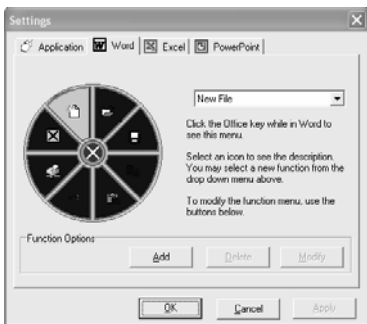 Settings
Application Word Excel PowerPoint
New File
Click the Office key while in Word to
see this menu.
Select an icon to see the description.
You may select a new function from the
drop down menu above.
To modify the function menu, use the
buttons below.
Function Options
Add Delete Modify
OK Cancel Apply